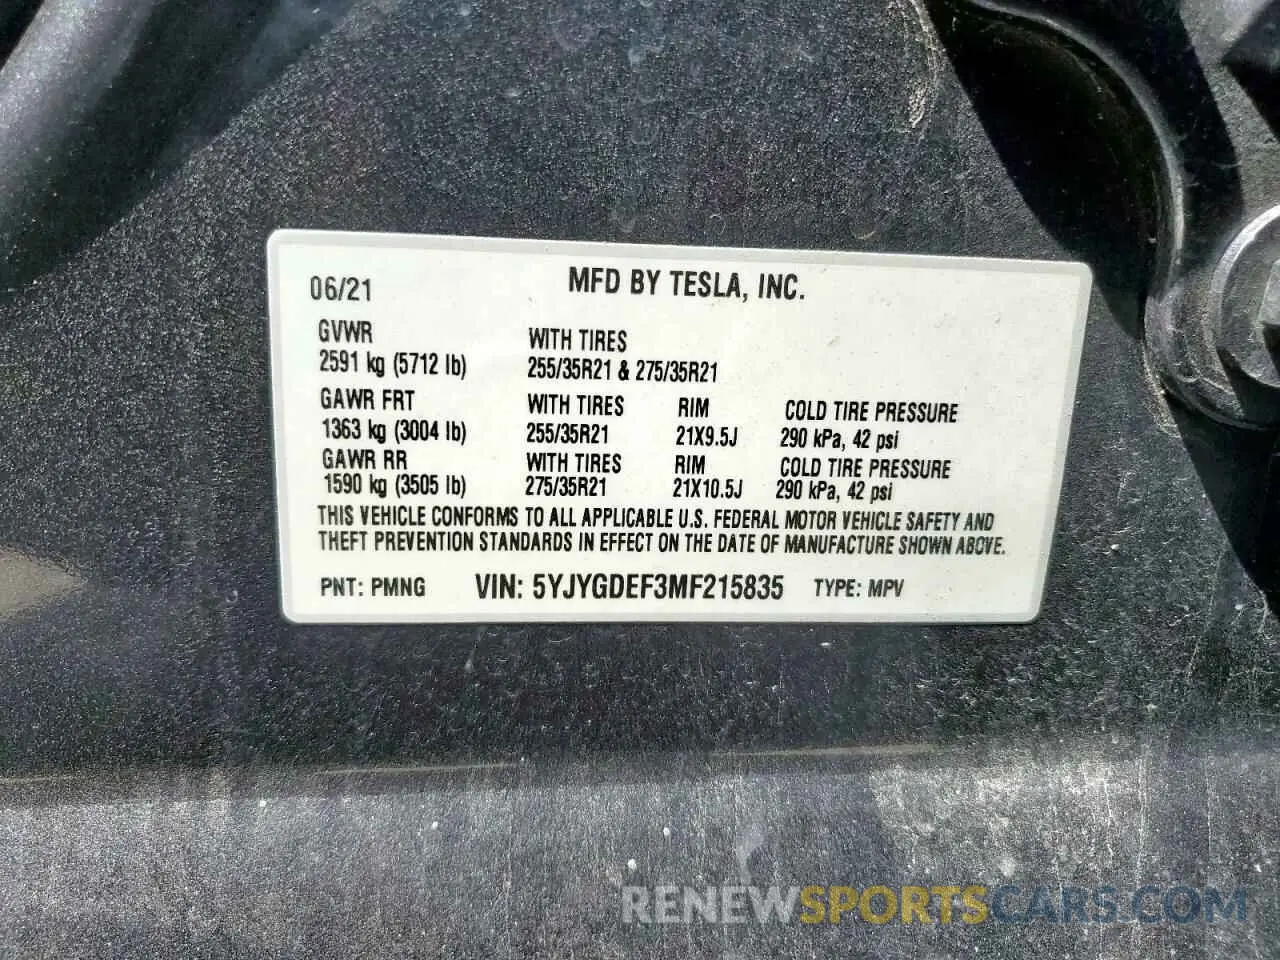 06/21 MFD BY TESLA, INC.
GVWR WITH TIRES
2591 kg (5712 lb) 255/35R21 & 275/35R21
GAWR FRT WITH TIRES RIM COLD TIRE PRESSURE
1363 kg (3004 lb) 255/35R21 21X9.5J 290 kPa, 42 psi
GAWR RR WITH TIRES RIM COLD TIRE PRESSURE
1590 kg (3505 lb) 275/35R21 21X10.5J 290 kPa, 42 psi
THIS VEHICLE CONFORMS TO ALL APPLICABLE U.S. FEDERAL MOTOR VEHICLE SAFETY AND
THEFT PREVENTION STANDARDS IN EFFECT ON THE DATE OF MANUFACTURE SHOWN ABOVE.
PNT: PMNG VIN: 5YJYGDEF3MF215835 TYPE: MPV
RENEWSPORTSCARS.COM